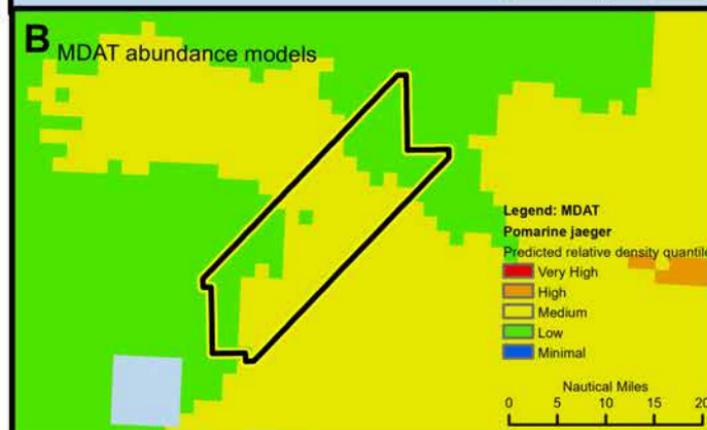 B MDAT abundance models
Legend: MDAT
Pomarine jaeger
Predicted relative density quantile
Very High
High
Medium
Low
Minimal
Nautical Miles
0 5 10 15 20